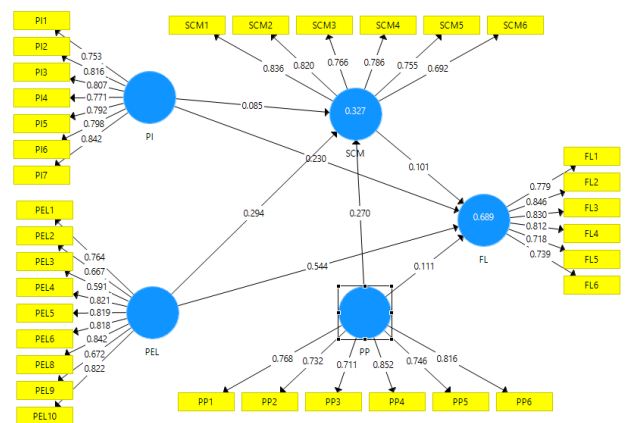 PI1
PI2
PI3
PI4
PI5
PI6
PI7
0.753
0.816
0.807
0.771
0.792
0.798
0.842
PI
SCM1
SCM2
SCM3
SCM4
SCM5
SCM6
0.836
0.820
0.766
0.786
0.755
0.692
0.327
SCM
0.085
0.230
0.101
0.294
0.270
0.544
0.111
FL1
FL2
FL3
FL4
FL5
FL6
0.779
0.846
0.830
0.812
0.718
0.739
0.689
FL
PEL1
PEL2
PEL3
PEL4
PEL5
PEL6
PEL8
PEL9
PEL10
0.764
0.667
0.591
0.821
0.819
0.818
0.842
0.672
0.822
PEL
PP
0.768
0.732
0.711
0.852
0.746
0.816
PP1
PP2
PP3
PP4
PP5
PP6